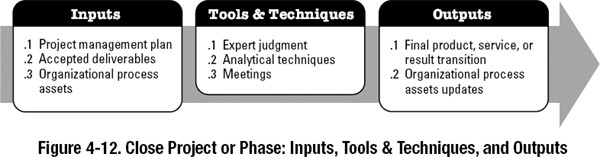 Inputs
.1 Project management plan
.2 Accepted deliverables
.3 Organizational process
assets
Tools & Techniques
.1 Expert judgment
.2 Analytical techniques
.3 Meetings
Outputs
.1 Final product, service, or
result transition
.2 Organizational process
assets updates
Figure 4-12. Close Project or Phase: Inputs, Tools & Techniques, and Outputs